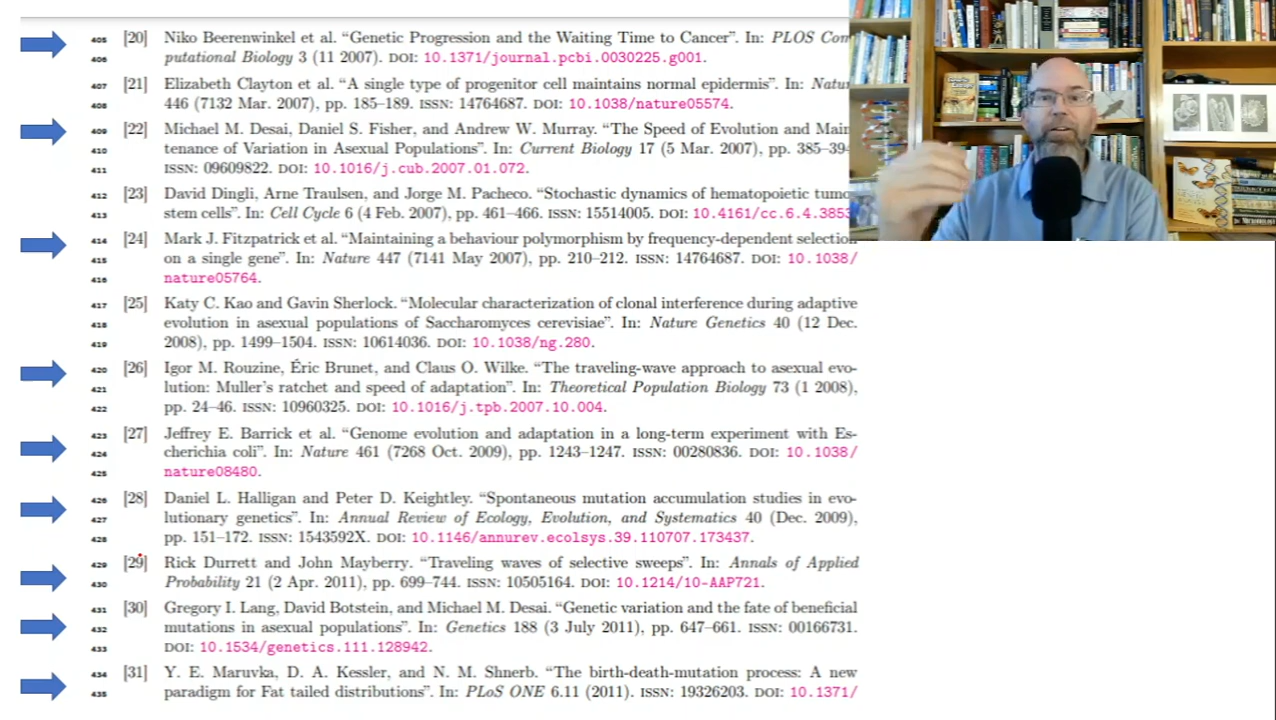 405 [20] Niko Beerenwinkel et al. “Genetic Progression and the Waiting Time to Cancer”. In: PLOS Com
406 putational Biology 3 (11 2007). DOI: 10.1371/journal.pcbi.0030225.g001.
407 [21] Elizabeth Clayton et al. “A single type of progenitor cell maintains normal epidermis”. In: Natur
408 446 (7132 Mar. 2007), pp. 185–189. ISSN: 14764687. DOI: 10.1038/nature05574.
409 [22] Michael M. Desai, Daniel S. Fisher, and Andrew W. Murray. “The Speed of Evolution and Main
410 tenance of Variation in Asexual Populations”. In: Current Biology 17 (5 Mar. 2007), pp. 385–394
411 ISSN: 09609822. DOI: 10.1016/j.cub.2007.01.072.
412 [23] David Dingli, Arne Traulsen, and Jorge M. Pacheco. “Stochastic dynamics of hematopoietic tumo
413 stem cells”. In: Cell Cycle 6 (4 Feb. 2007), pp. 461–466. ISSN: 15514005. DOI: 10.4161/cc.6.4.3853
414 [24] Mark J. Fitzpatrick et al. “Maintaining a behaviour polymorphism by frequency-dependent selection
415 on a single gene”. In: Nature 447 (7141 May 2007), pp. 210–212. ISSN: 14764687. DOI: 10.1038/
416 nature05764.
417 [25] Katy C. Kao and Gavin Sherlock. “Molecular characterization of clonal interference during adaptive
418 evolution in asexual populations of Saccharomyces cerevisiae”. In: Nature Genetics 40 (12 Dec.
419 2008), pp. 1499–1504. ISSN: 10614036. DOI: 10.1038/ng.280.
420 [26] Igor M. Rouzine, Éric Brunet, and Claus O. Wilke. “The traveling-wave approach to asexual evo-
421 lution: Muller’s ratchet and speed of adaptation”. In: Theoretical Population Biology 73 (1 2008),
422 pp. 24–46. ISSN: 10960325. DOI: 10.1016/j.tpb.2007.10.004.
423 [27] Jeffrey E. Barrick et al. “Genome evolution and adaptation in a long-term experiment with Es-
424 cherichia coli”. In: Nature 461 (7268 Oct. 2009), pp. 1243–1247. ISSN: 00280836. DOI: 10.1038/
425 nature08480.
426 [28] Daniel L. Halligan and Peter D. Keightley. “Spontaneous mutation accumulation studies in evo-
427 lutionary genetics”. In: Annual Review of Ecology, Evolution, and Systematics 40 (Dec. 2009),
428 pp. 151–172. ISSN: 1543592X. DOI: 10.1146/annurev.ecolsys.39.110707.173437.
429 [29] Rick Durrett and John Mayberry. “Traveling waves of selective sweeps”. In: Annals of Applied
430 Probability 21 (2 Apr. 2011), pp. 699–744. ISSN: 10505164. DOI: 10.1214/10-AAP721.
431 [30] Gregory I. Lang, David Botstein, and Michael M. Desai. “Genetic variation and the fate of beneficial
432 mutations in asexual populations”. In: Genetics 188 (3 July 2011), pp. 647–661. ISSN: 00166731.
433 DOI: 10.1534/genetics.111.128942.
434 [31] Y. E. Maruvka, D. A. Kessler, and N. M. Shnerb. “The birth-death-mutation process: A new
435 paradigm for Fat tailed distributions”. In: PLoS ONE 6.11 (2011). ISSN: 19326203. DOI: 10.1371/